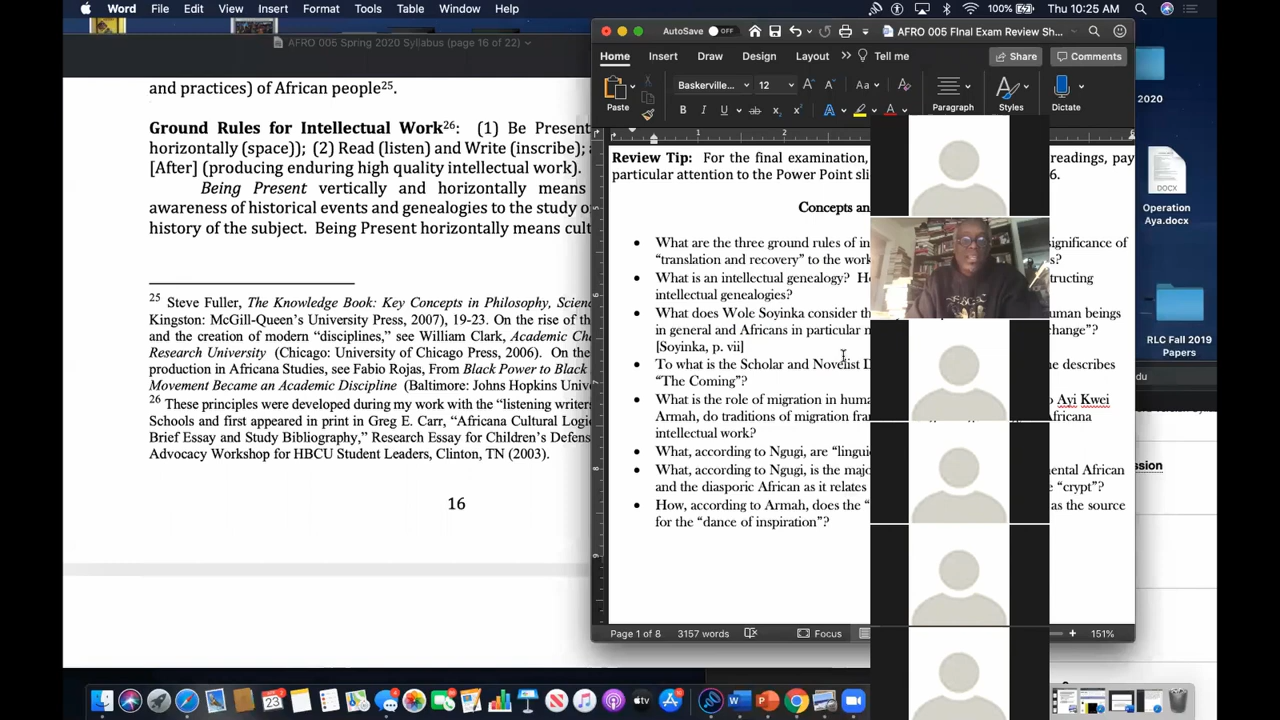 Word File Edit View Insert Format Tools Table Window Help
100% Thu 10:25 AM
AFRO 005 Spring 2020 Syllabus (page 16 of 22)
and practices) of African people²⁵.
Ground Rules for Intellectual Work²⁶: (1) Be Present
horizontally (space)); (2) Read (listen) and Write (inscribe);
[After] (producing enduring high quality intellectual work).
Being Present vertically and horizontally means
awareness of historical events and genealogies to the study o
history of the subject. Being Present horizontally means cult
25 Steve Fuller, The Knowledge Book: Key Concepts in Philosophy, Scien
Kingston: McGill-Queen's University Press, 2007), 19-23. On the rise of th
and the creation of modern "disciplines," see William Clark, Academic Ch
Research University (Chicago: University of Chicago Press, 2006). On the
production in Africana Studies, see Fabio Rojas, From Black Power to Black
Movement Became an Academic Discipline (Baltimore: Johns Hopkins Unive
26 These principles were developed during my work with the "listening writers
Schools and first appeared in print in Greg E. Carr, "Africana Cultural Logic
Brief Essay and Study Bibliography," Research Essay for Children's Defens
Advocacy Workshop for HBCU Student Leaders, Clinton, TN (2003).
16
AutoSave OFF AFRO 005 FInal Exam Review Sh...
Home Insert Draw Design Layout Tell me Share Comments
Paste Baskerville... 12 Paragraph Styles Dictate
Review Tip: For the final examination, readings, pay
particular attention to the Power Point sli 6.
Concepts an
What are the three ground rules of in significance of
"translation and recovery" to the work s?
What is an intellectual genealogy? Ho tructing
intellectual genealogies?
What does Wole Soyinka consider th uman beings
in general and Africans in particular n change"?
[Soyinka, p. vii]
To what is the Scholar and Novelist D ne describes
"The Coming"?
What is the role of migration in huma o Ayi Kwei
Armah, do traditions of migration fra Africana
intellectual work?
What, according to Ngugi, are "lingui
What, according to Ngugi, is the majo nental African
and the diasporic African as it relates e "crypt"?
How, according to Armah, does the " as the source
for the "dance of inspiration"?
Page 1 of 8 3157 words Focus 151%
2020
DOCX
Operation
Aya.docx
RLC Fall 2019
Papers
du
ssion